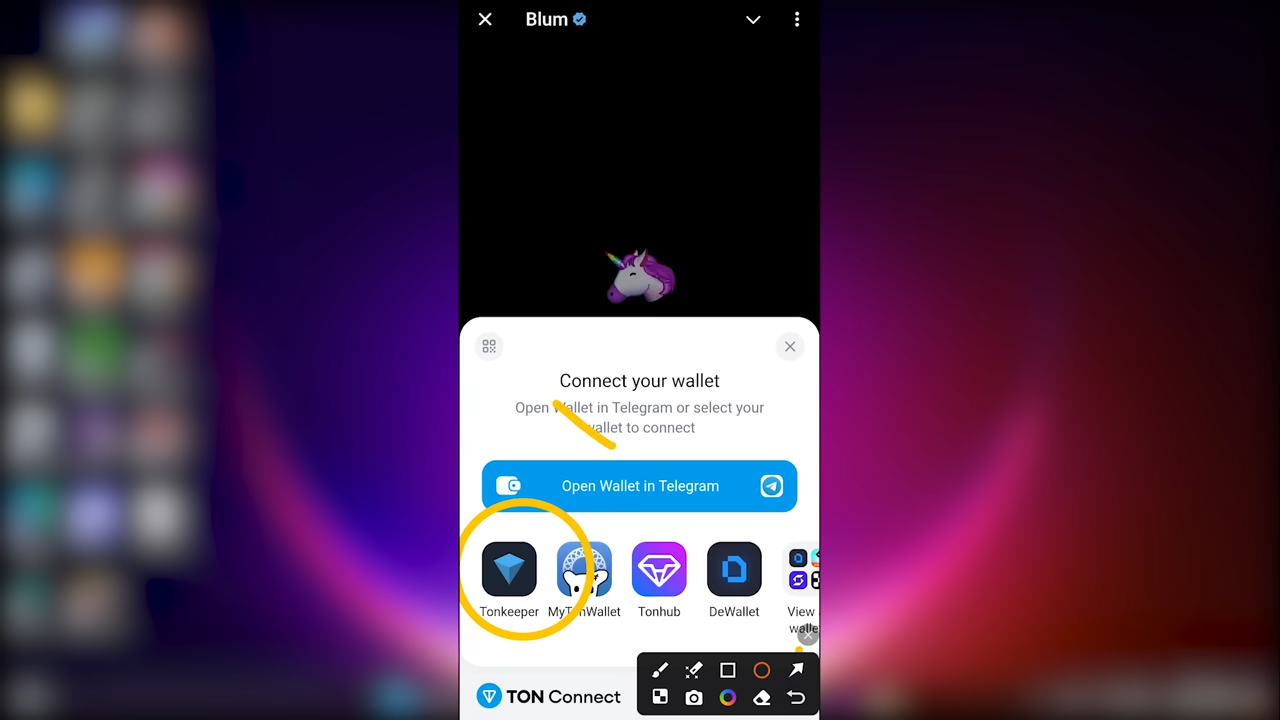 Blum
Connect your wallet
Open Wallet in Telegram or select your
wallet to connect
Open Wallet in Telegram
Tonkeeper MyTonWallet Tonhub DeWallet View
walle
TON Connect